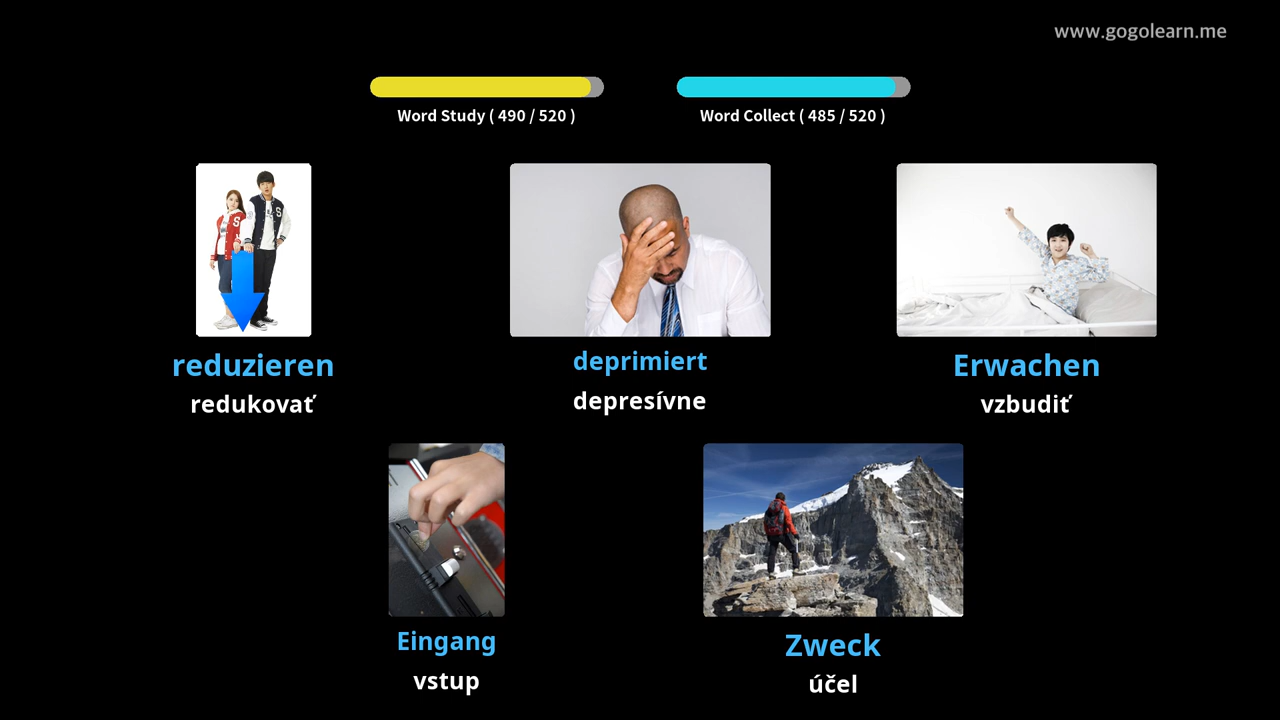 www.gogolearn.me
Word Study ( 490 / 520 )
Word Collect ( 485 / 520 )
reduzieren
redukovať
deprimiert
depresívne
Erwachen
vzbudiť
Eingang
vstup
Zweck
účel